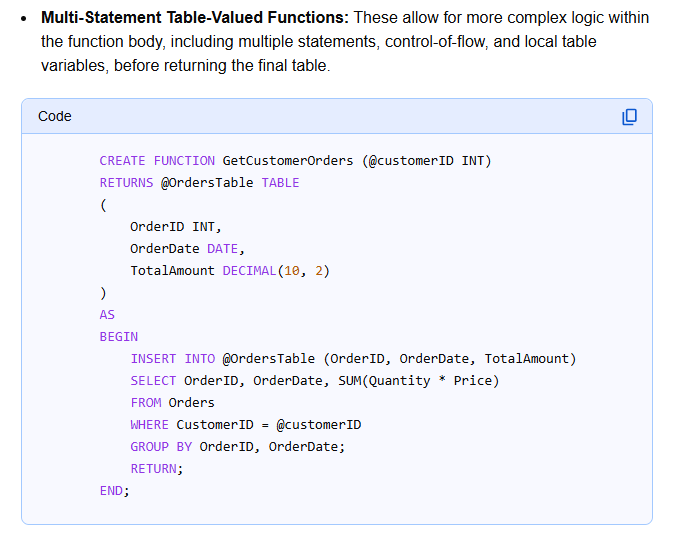 • Multi-Statement Table-Valued Functions: These allow for more complex logic within
the function body, including multiple statements, control-of-flow, and local table
variables, before returning the final table.
Code
CREATE FUNCTION GetCustomerOrders (@customerID INT)
RETURNS @OrdersTable TABLE
(
    OrderID INT,
    OrderDate DATE,
    TotalAmount DECIMAL(10, 2)
)
AS
BEGIN
    INSERT INTO @OrdersTable (OrderID, OrderDate, TotalAmount)
    SELECT OrderID, OrderDate, SUM(Quantity * Price)
    FROM Orders
    WHERE CustomerID = @customerID
    GROUP BY OrderID, OrderDate;
    RETURN;
END;